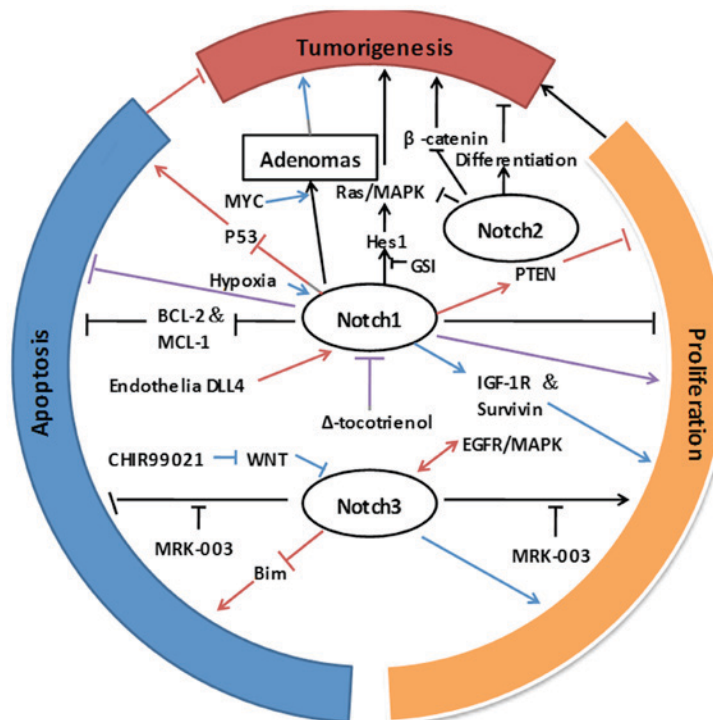 Tumorigenesis
β -catenin
Adenomas
Differentiation
MYC
Ras/MAPK
P53
Hes1
Notch2
Hypoxia
GSI
PTEN
BCL-2 &
MCL-1
Notch1
Apoptosis
Proliferation
Endothelia DLL4
IGF-1R &
Survivin
Δ-tocotrienol
EGFR/MAPK
CHIR99021
WNT
Notch3
MRK-003
MRK-003
Bim